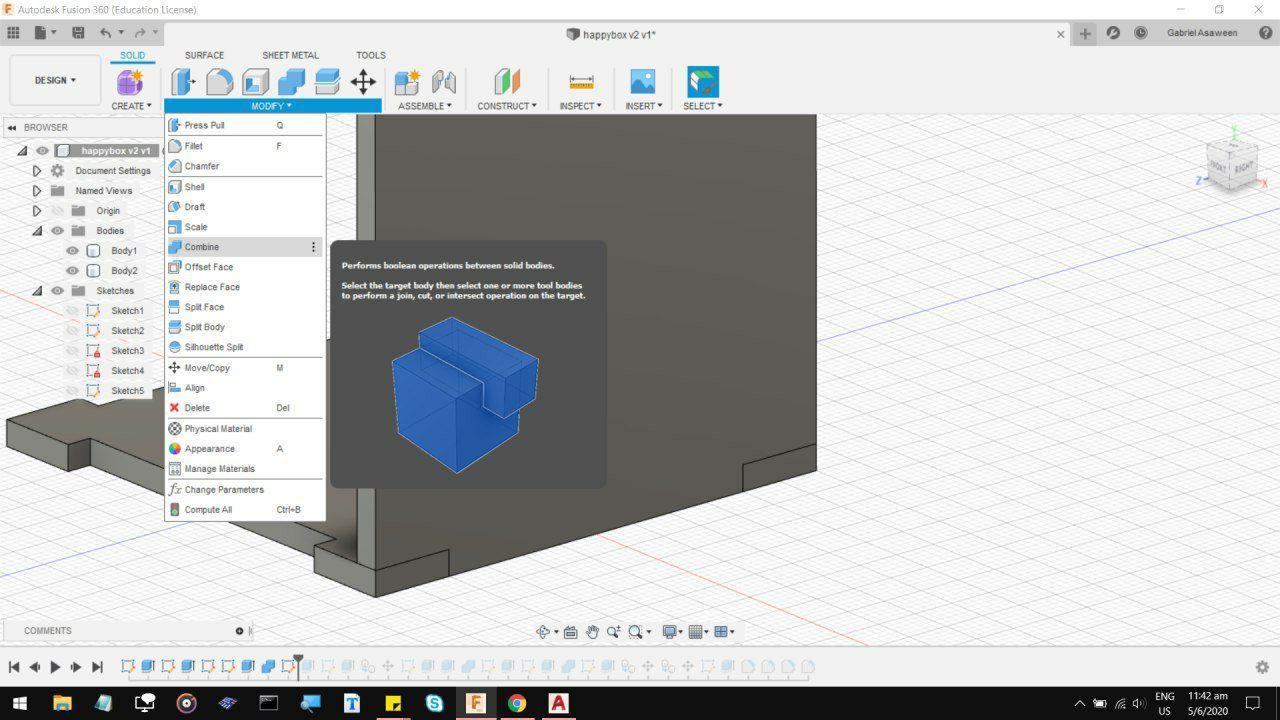 Autodesk Fusion 360 (Education License)
happybox v2 v1*
Gabriel Asaween
DESIGN
SOLID
SURFACE
SHEET METAL
TOOLS
CREATE
MODIFY
ASSEMBLE
CONSTRUCT
INSPECT
INSERT
SELECT
BROWSER
happybox v2 v1
Document Settings
Named Views
Origin
Bodies
Body1
Body2
Sketches
Sketch1
Sketch2
Sketch3
Sketch4
Sketch5
Press Pull Q
Fillet F
Chamfer
Shell
Draft
Scale
Combine
Offset Face
Replace Face
Split Face
Split Body
Silhouette Split
Move/Copy M
Align
Delete Del
Physical Material
Appearance A
Manage Materials
Change Parameters
Compute All Ctrl+B
Performs boolean operations between solid bodies.
Select the target body then select one or more tool bodies
to perform a join, cut, or intersect operation on the target.
Y
FRONT
RIGHT
Z
X
COMMENTS
ENG
US
11:42 am
5/6/2020